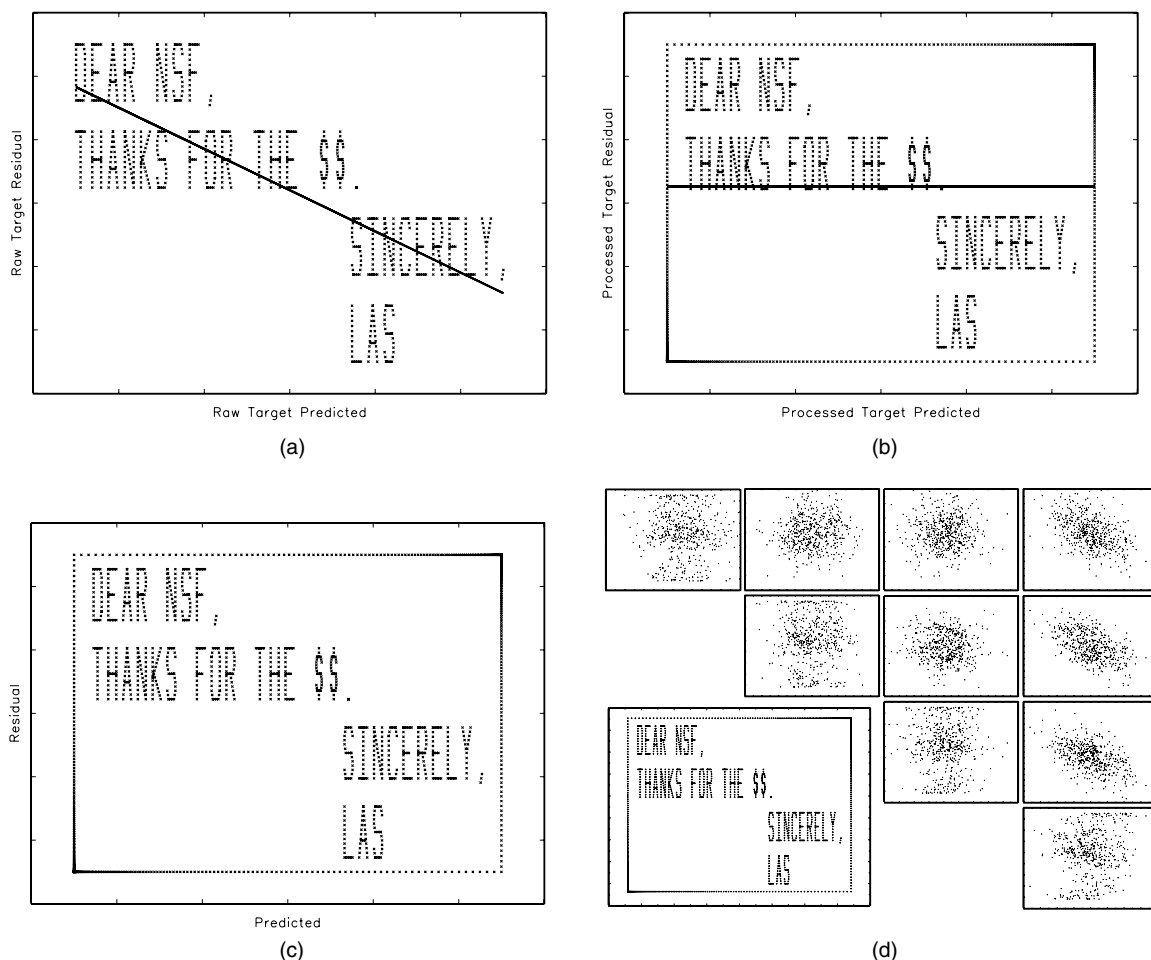 DEAR NSF,
THANKS FOR THE $$.
SINCERELY,
LAS
Raw Target Residual
Raw Target Predicted
(a)
DEAR NSF,
THANKS FOR THE $$.
SINCERELY,
LAS
Processed Target Residual
Processed Target Predicted
(b)
DEAR NSF,
THANKS FOR THE $$.
SINCERELY,
LAS
Residual
Predicted
(c)
DEAR NSF,
THANKS FOR THE $$.
SINCERELY,
LAS
(d)